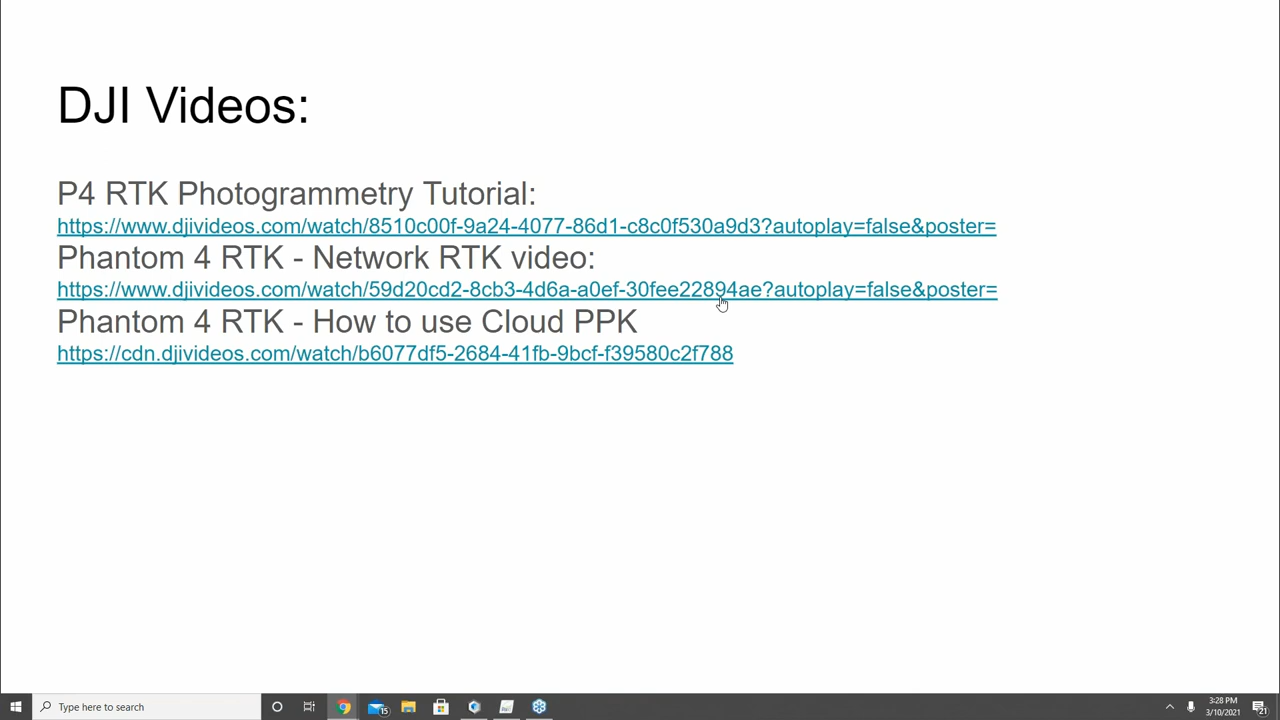 DJI Videos:
P4 RTK Photogrammetry Tutorial:
https://www.djivideos.com/watch/8510c00f-9a24-4077-86d1-c8c0f530a9d3?autoplay=false&poster=
Phantom 4 RTK - Network RTK video:
https://www.djivideos.com/watch/59d20cd2-8cb3-4d6a-a0ef-30fee22894ae?autoplay=false&poster=
Phantom 4 RTK - How to use Cloud PPK
https://cdn.djivideos.com/watch/b6077df5-2684-41fb-9bcf-f39580c2f788
Type here to search
15
3:28 PM
3/10/2021
21